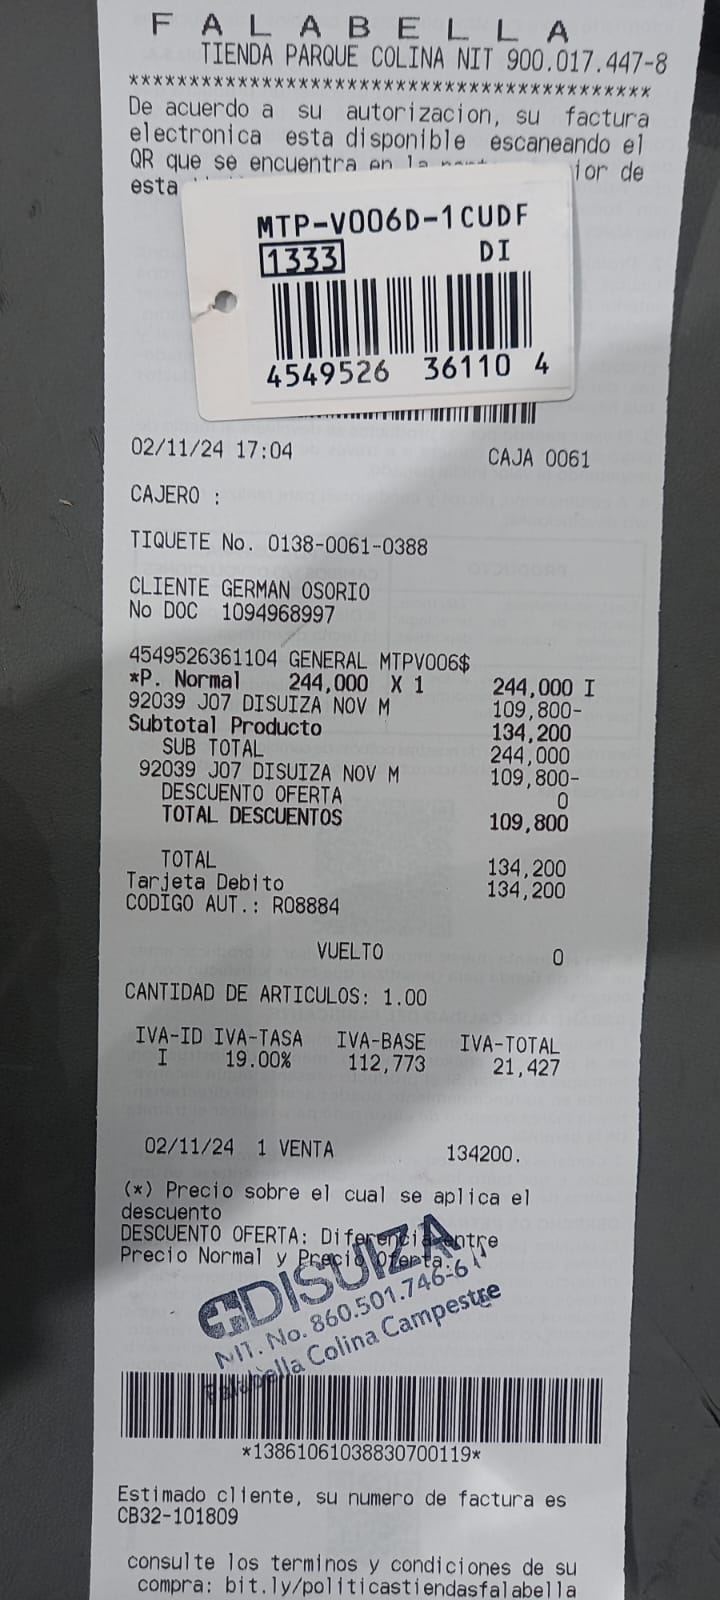 F A L A B E L L A
TIENDA PARQUE COLINA NIT 900.017.447-8
********************************************
De acuerdo a su autorizacion, su factura
electronica esta disponible escaneando el
QR que se encuentra en la ior de
esta
MTP-V006D-1CUDF
1333 DI
4549526 36110 4
02/11/24 17:04 CAJA 0061
CAJERO :
TIQUETE No. 0138-0061-0388
CLIENTE GERMAN OSORIO
No DOC 1094968997
4549526361104 GENERAL MTPV006$
*P. Normal 244,000 X 1 244,000 I
92039 J07 DISUIZA NOV M 109,800-
Subtotal Producto 134,200
SUB TOTAL 244,000
92039 J07 DISUIZA NOV M 109,800-
DESCUENTO OFERTA 0
TOTAL DESCUENTOS 109,800
TOTAL 134,200
Tarjeta Debito 134,200
CODIGO AUT.: R08884
VUELTO 0
CANTIDAD DE ARTICULOS: 1.00
IVA-ID IVA-TASA IVA-BASE IVA-TOTAL
I 19.00% 112,773 21,427
02/11/24 1 VENTA 134200.
(*) Precio sobre el cual se aplica el
descuento
DESCUENTO OFERTA: Diferencia entre
Precio Normal y Precio Oferta.
DISUIZA
NIT. No. 860.501.746-6
Falabella Colina Campestre
*13861061038830700119*
Estimado cliente, su numero de factura es
CB32-101809
consulte los terminos y condiciones de su
compra: bit.ly/politicastiendasfalabella